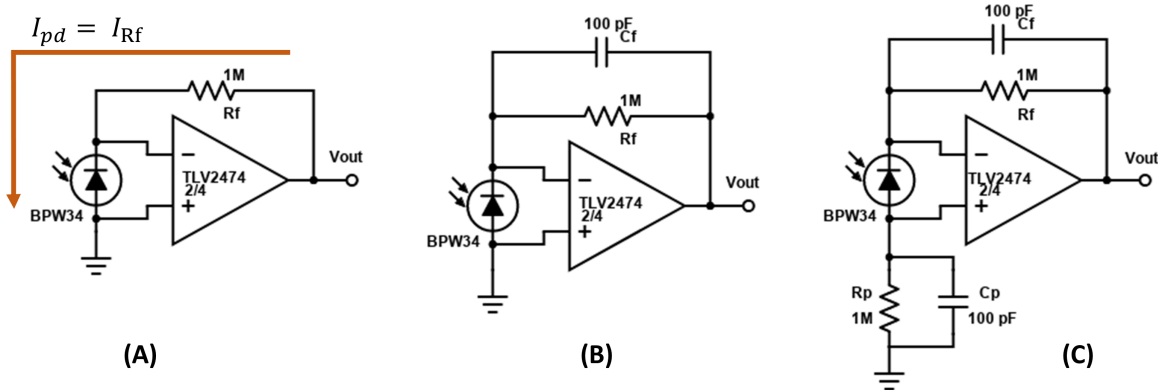 I_pd = I_Rf
1M
Rf
−
TLV2474
2/4
+
BPW34
Vout
(A)
100 pF
Cf
1M
Rf
−
TLV2474
2/4
+
BPW34
Vout
(B)
100 pF
Cf
1M
Rf
−
TLV2474
2/4
+
BPW34
Vout
Rp
1M
Cp
100 pF
(C)